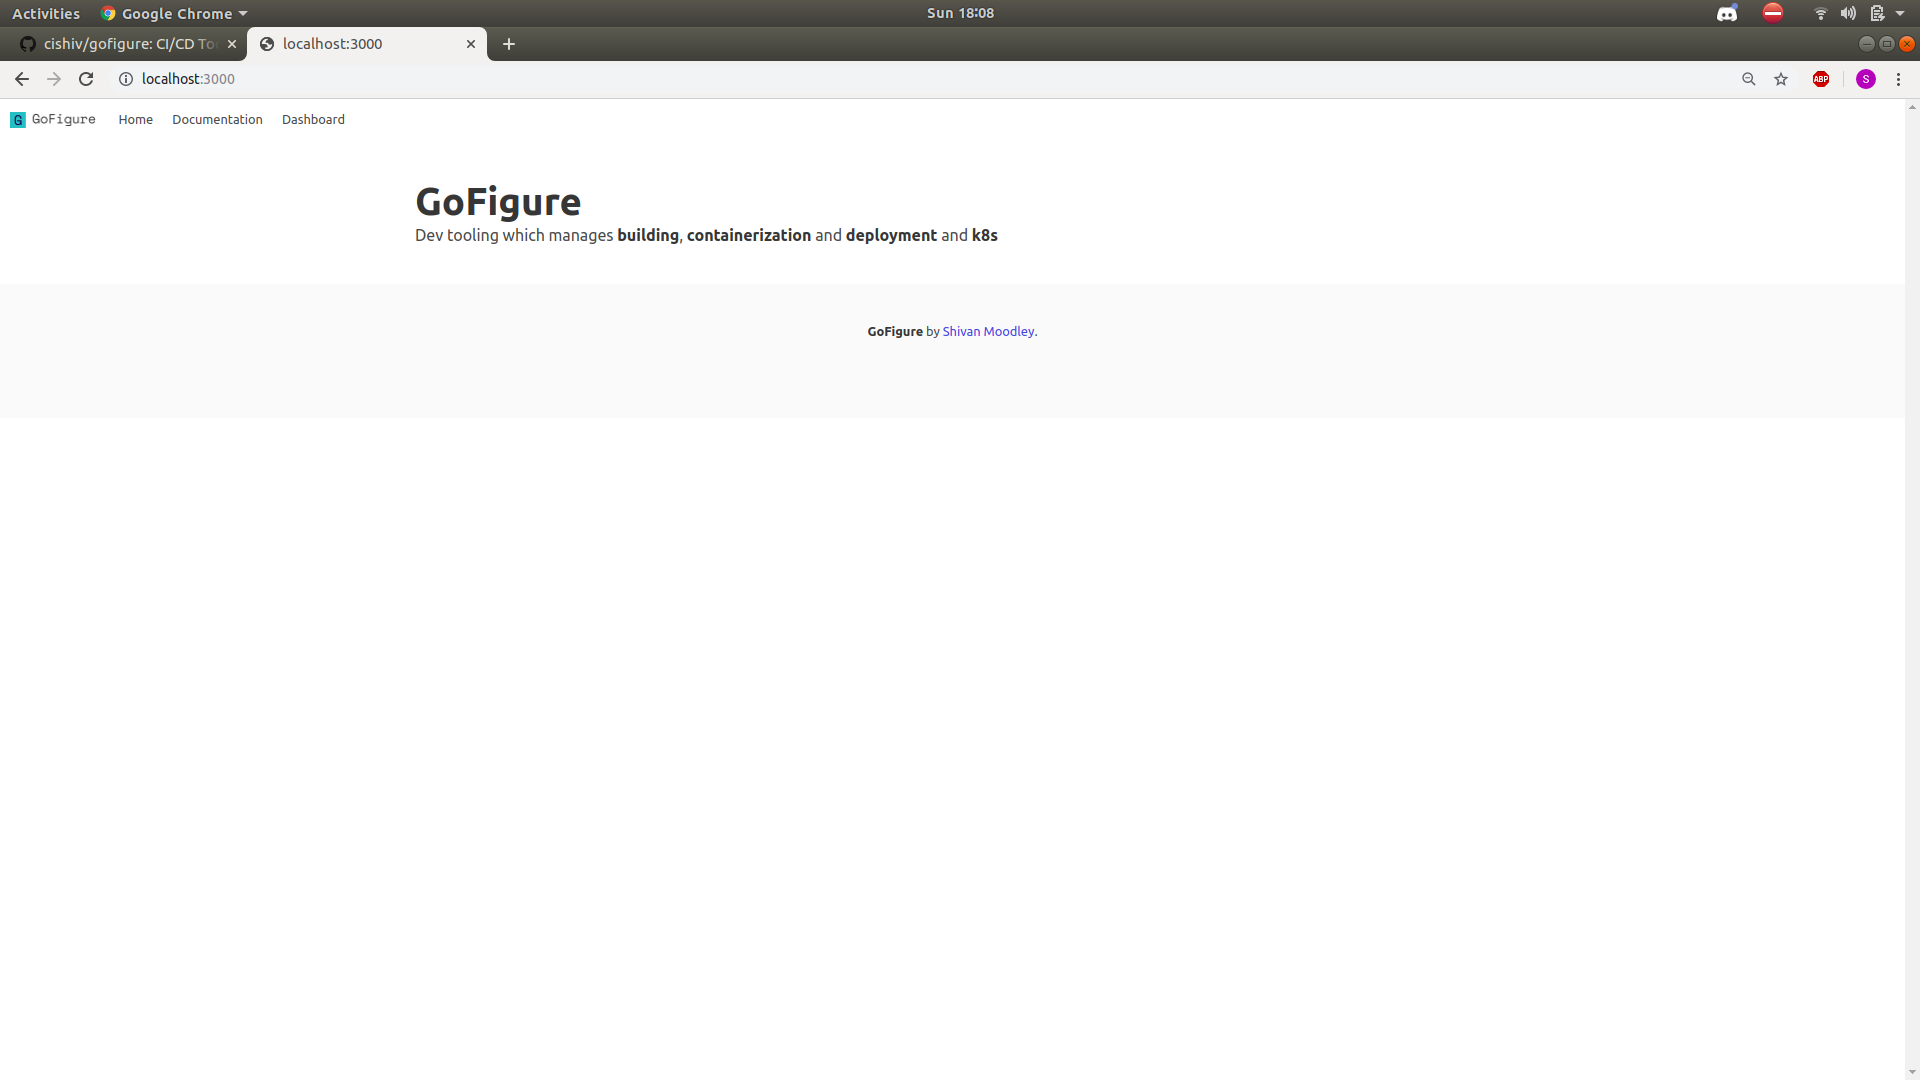 Activities Google Chrome Sun 18:08
cishiv/gofigure: CI/CD To localhost:3000
localhost:3000 ABP S
G GoFigure Home Documentation Dashboard
GoFigure
Dev tooling which manages building, containerization and deployment and k8s
GoFigure by Shivan Moodley.